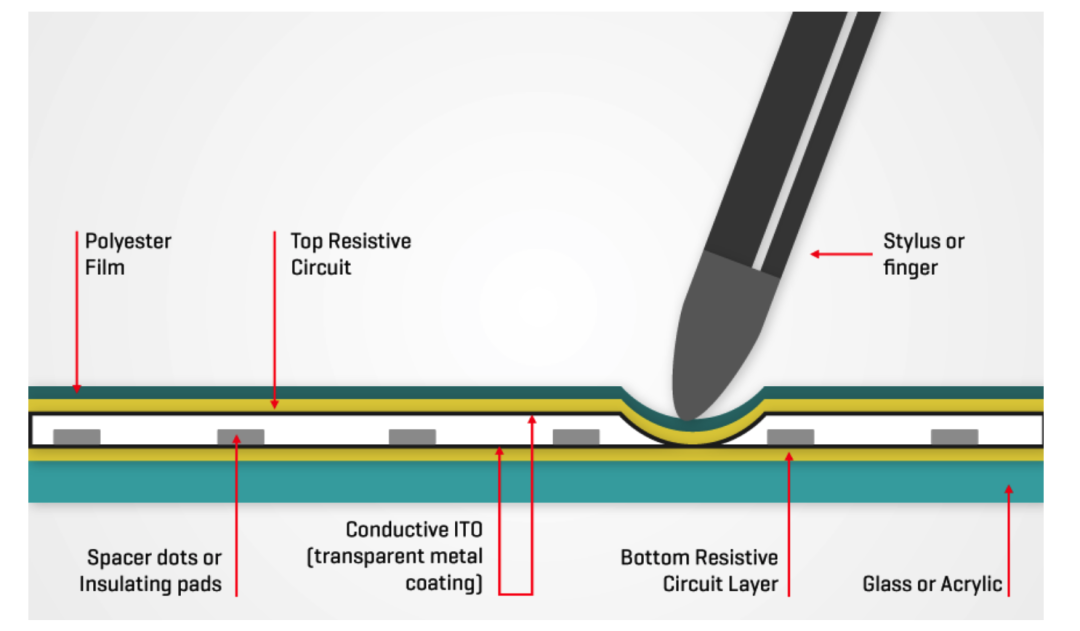 Polyester
Film
Top Resistive
Circuit
Stylus or
finger
Spacer dots or
Insulating pads
Conductive ITO
(transparent metal
coating)
Bottom Resistive
Circuit Layer
Glass or Acrylic